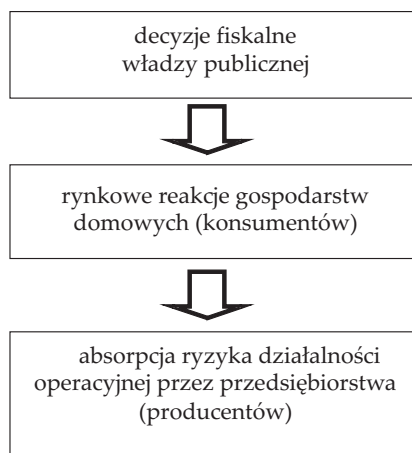 decyzje fiskalne
władzy publicznej
rynkowe reakcje gospodarstw
domowych (konsumentów)
absorpcja ryzyka działalności
operacyjnej przez przedsiębiorstwa
(producentów)